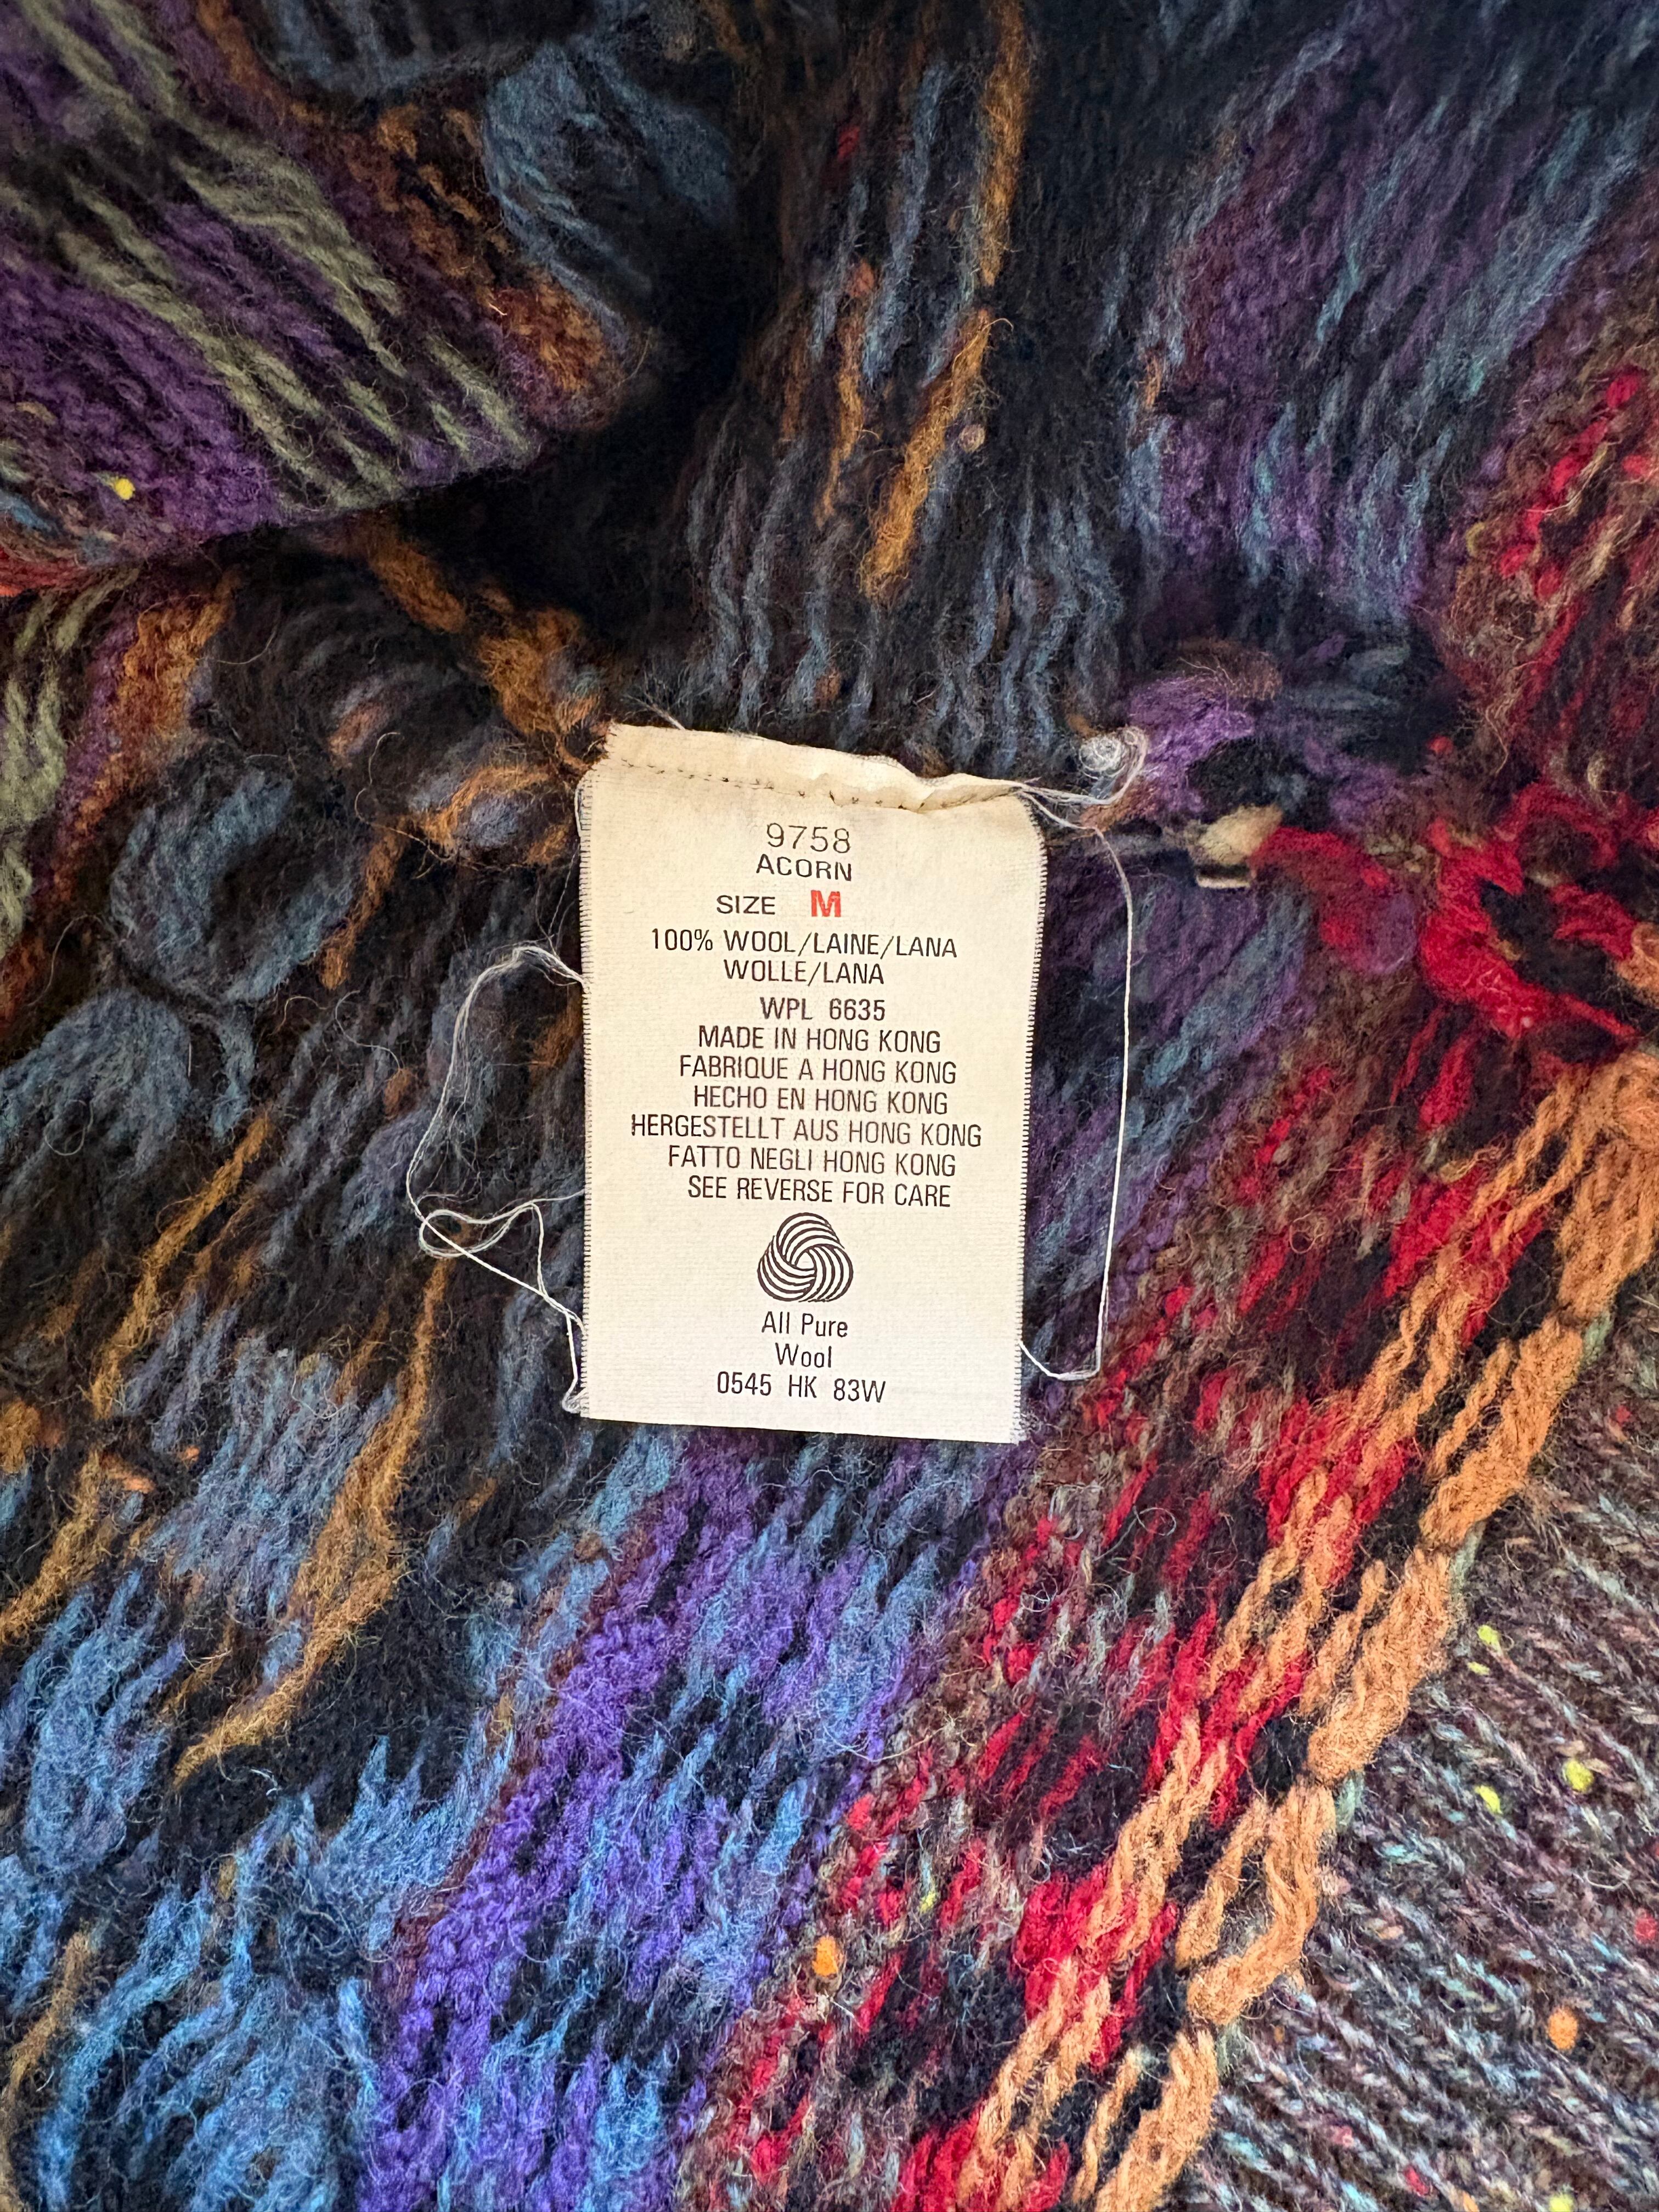 9758
ACORN
SIZE M
100% WOOL/LAINE/LANA
WOLLE/LANA
WPL 6635
MADE IN HONG KONG
FABRIQUE A HONG KONG
HECHO EN HONG KONG
HERGESTELLT AUS HONG KONG
FATTO NEGLI HONG KONG
SEE REVERSE FOR CARE
All Pure
Wool
0545 HK 83W